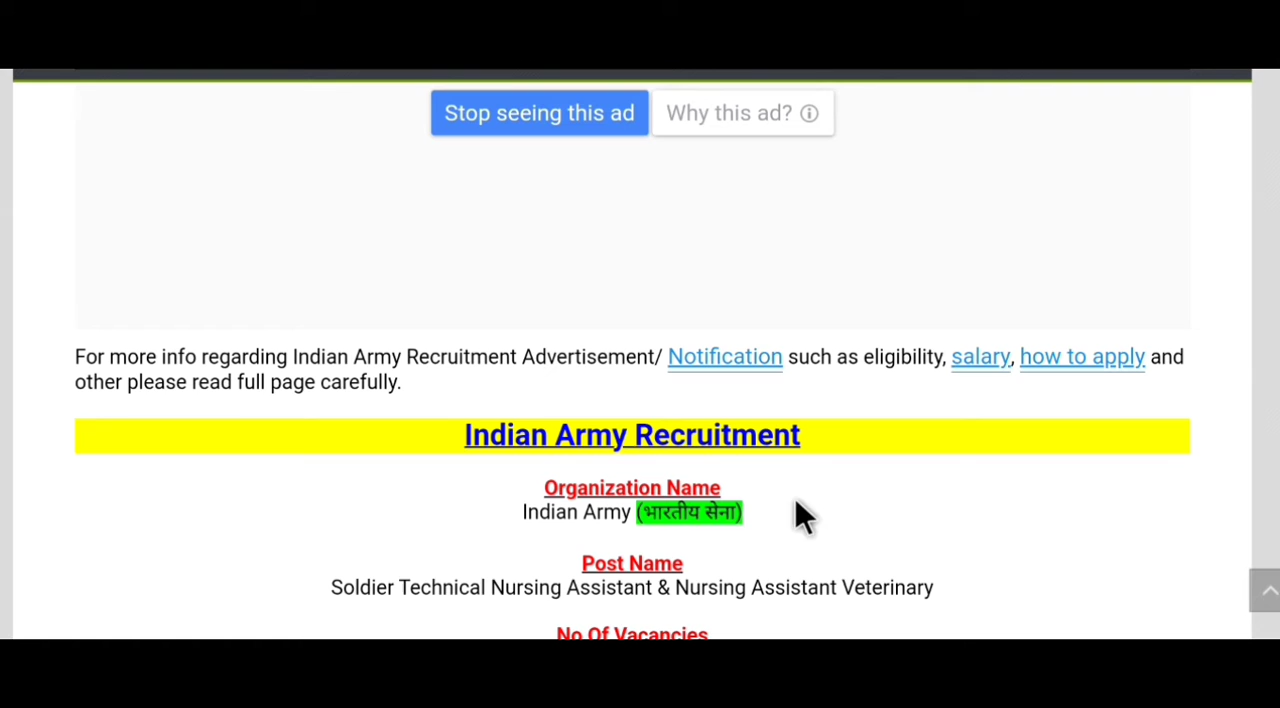 Stop seeing this ad Why this ad?
For more info regarding Indian Army Recruitment Advertisement/ Notification such as eligibility, salary, how to apply and
other please read full page carefully.
Indian Army Recruitment
Organization Name
Indian Army (भारतीय सेना)
Post Name
Soldier Technical Nursing Assistant & Nursing Assistant Veterinary
No Of Vacancies